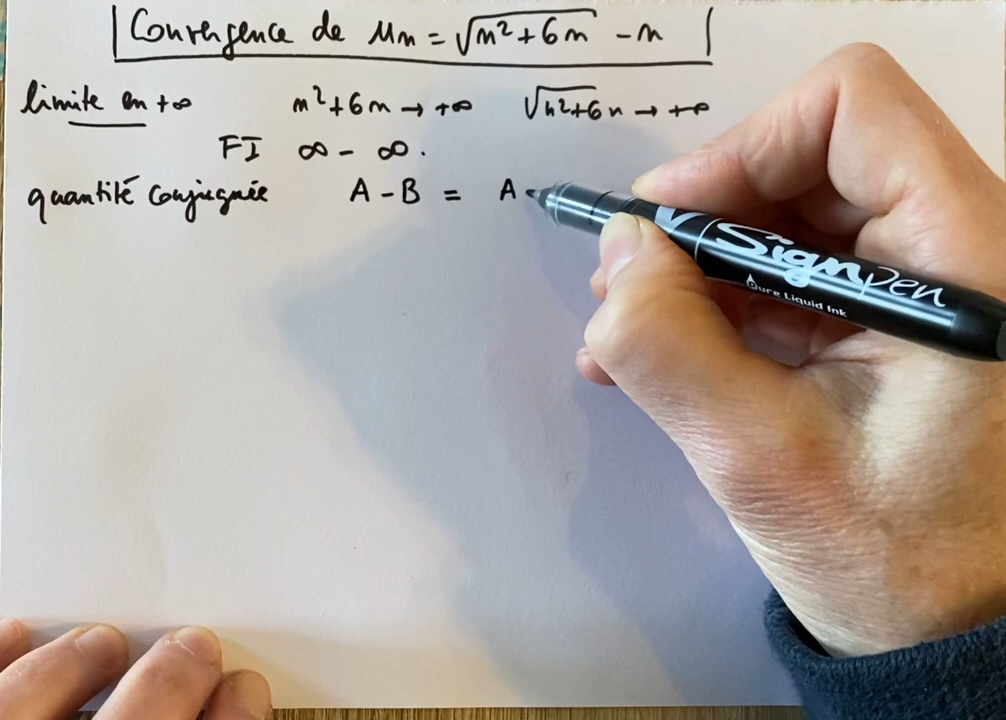 Convergence de un = √n²+6n - n
limite en +∞ n²+6n → +∞ √n²+6n → +∞
FI ∞ - ∞.
quantité conjuguée A - B = A
V SignPen
Pure Liquid Ink